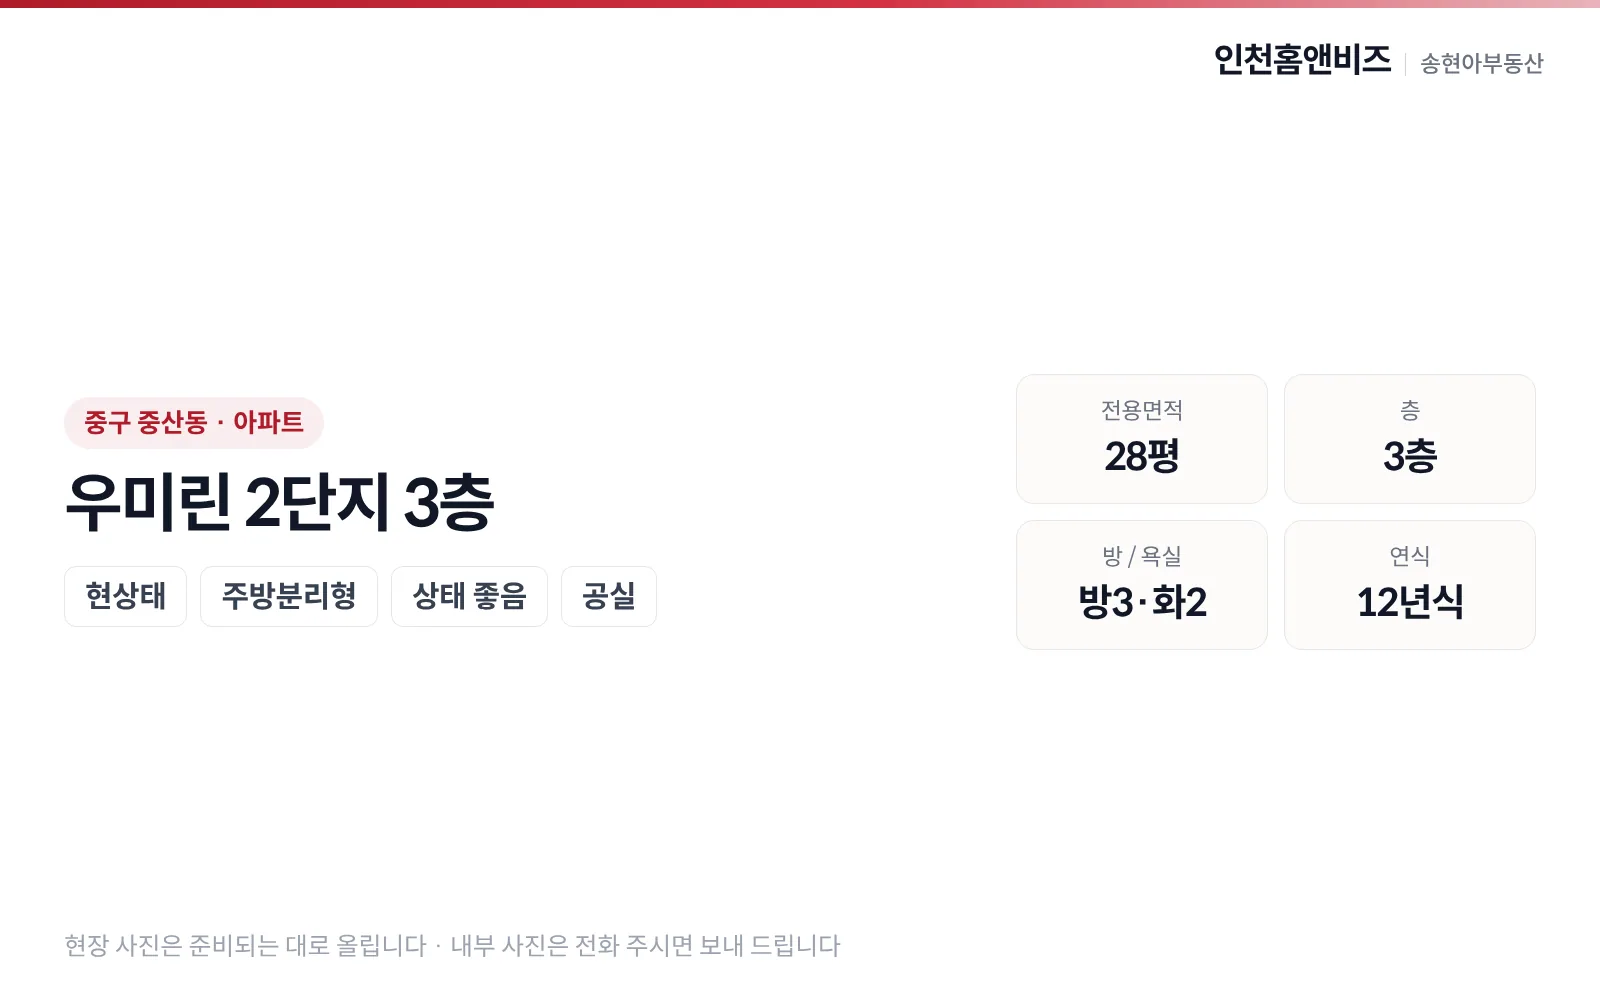 인천홈앤비즈 송현아부동산
중구 중산동 · 아파트
우미린 2단지 3층
현상태 주방분리형 상태 좋음 공실
전용면적
28평
층
3층
방 / 욕실
방3·화2
연식
12년식
현장 사진은 준비되는 대로 올립니다 · 내부 사진은 전화 주시면 보내 드립니다